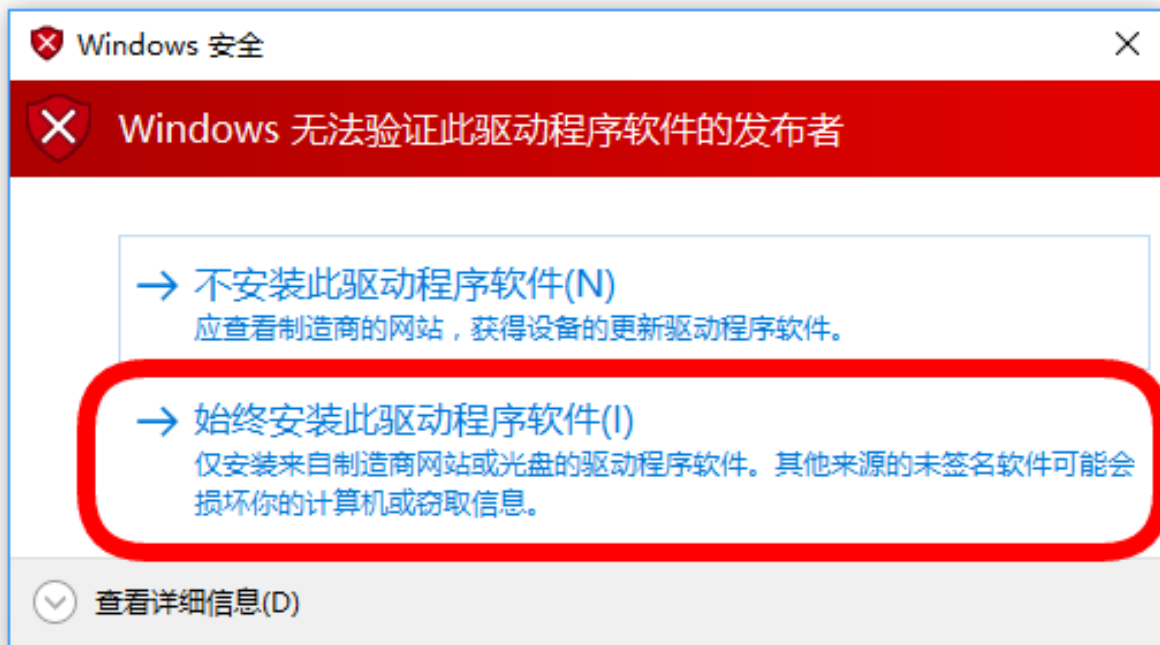 Windows 安全
Windows 无法验证此驱动程序软件的发布者
不安装此驱动程序软件(N)
应查看制造商的网站，获得设备的更新驱动程序软件。
始终安装此驱动程序软件(I)
仅安装来自制造商网站或光盘的驱动程序软件。其他来源的未签名软件可能会
损坏你的计算机或窃取信息。
查看详细信息(D)